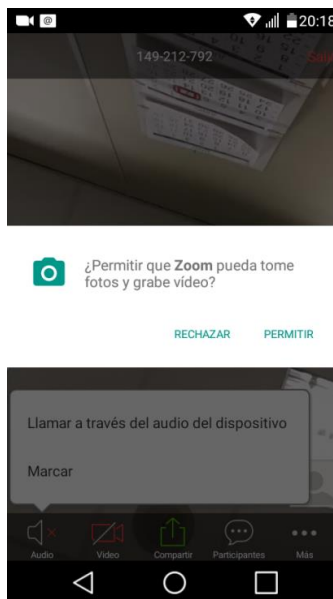 20:18
149-212-792
¿Permitir que Zoom pueda tome
fotos y grabe vídeo?
RECHAZAR PERMITIR
Llamar a través del audio del dispositivo
Marcar
Audio Video Compartir Participantes Más